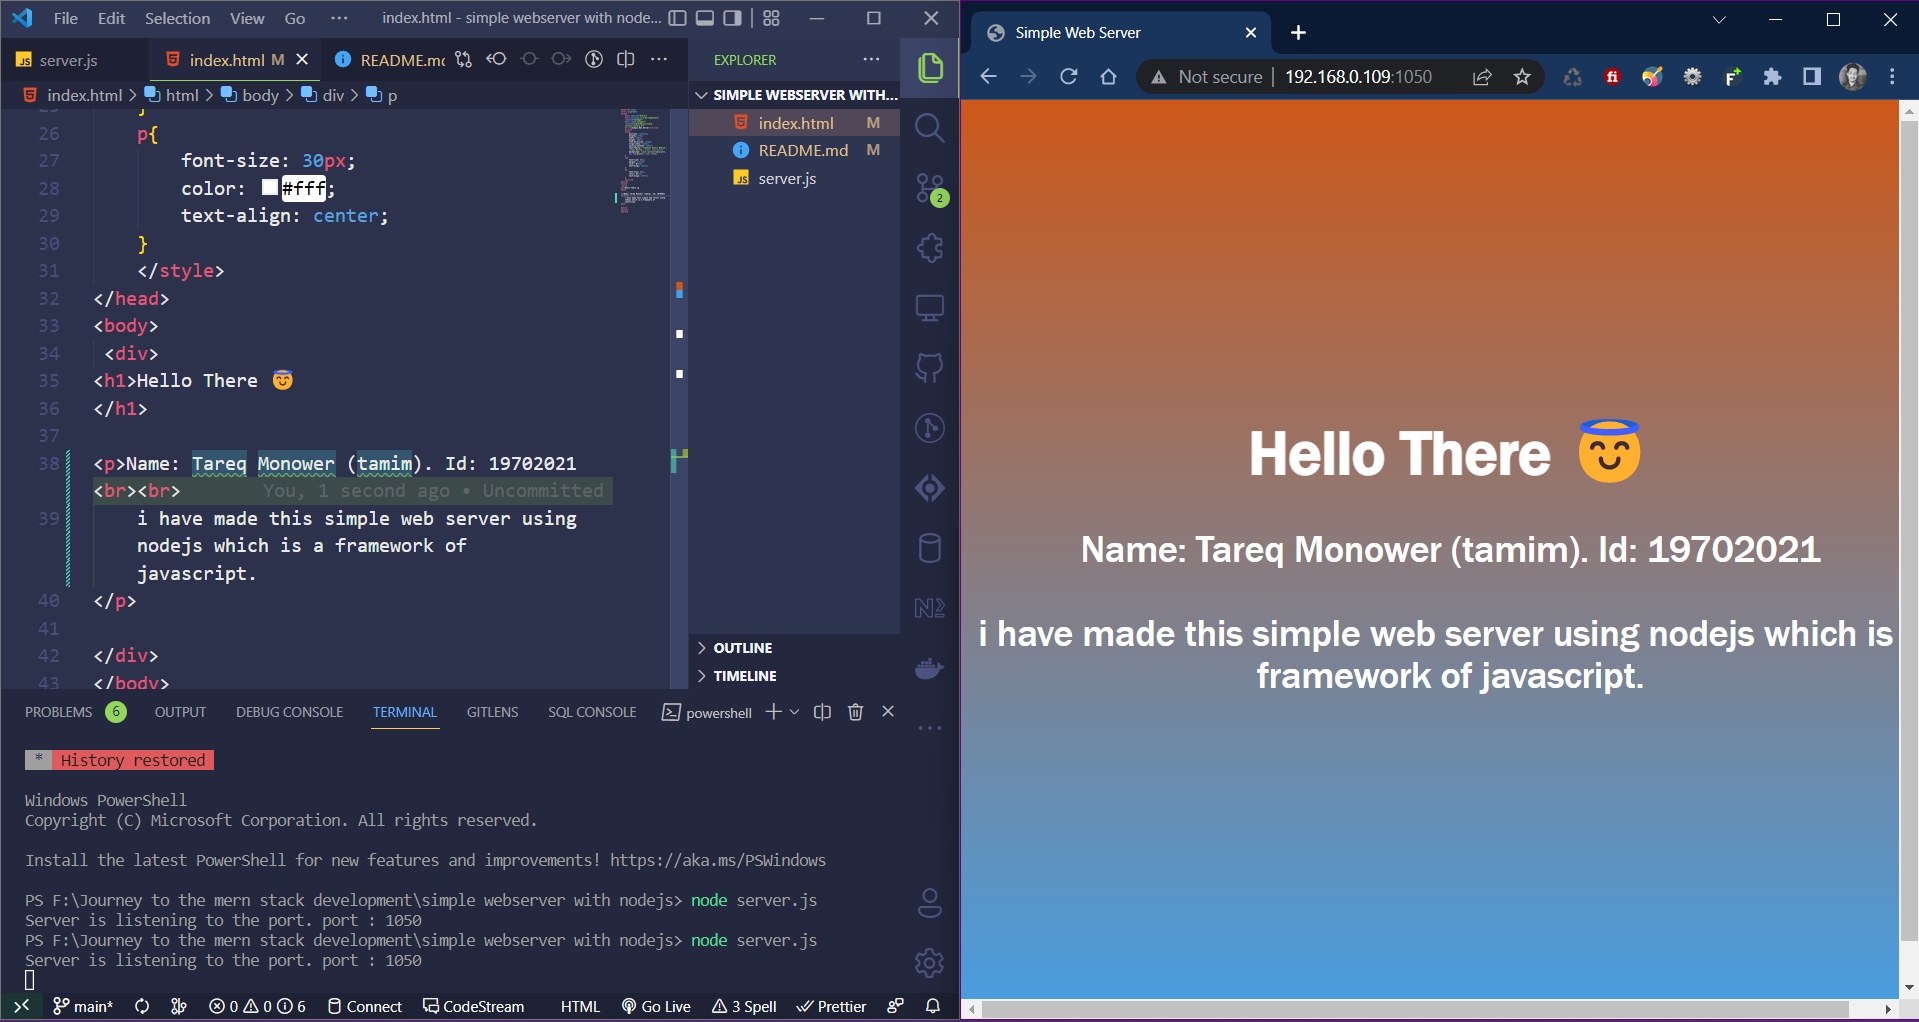 File Edit Selection View Go ··· index.html - simple webserver with node...
server.js index.html M README.mc
index.html > html > body > div > p
26 p{
27 font-size: 30px;
28 color: #fff;
29 text-align: center;
30 }
31 </style>
32 </head>
33 <body>
34 <div>
35 <h1>Hello There 😇
36 </h1>
37
38 <p>Name: Tareq Monower (tamim). Id: 19702021
<br><br> You, 1 second ago • Uncommitted
39 i have made this simple web server using
nodejs which is a framework of
javascript.
40 </p>
41
42 </div>
43 </body>
EXPLORER ···
SIMPLE WEBSERVER WITH...
index.html M
README.md M
server.js
2
OUTLINE
TIMELINE
PROBLEMS 6 OUTPUT DEBUG CONSOLE TERMINAL GITLENS SQL CONSOLE powershell
* History restored
Windows PowerShell
Copyright (C) Microsoft Corporation. All rights reserved.
Install the latest PowerShell for new features and improvements! https://aka.ms/PSWindows
PS F:\Journey to the mern stack development\simple webserver with nodejs> node server.js
Server is listening to the port. port : 1050
PS F:\Journey to the mern stack development\simple webserver with nodejs> node server.js
Server is listening to the port. port : 1050
main* 0 0 6 Connect CodeStream HTML Go Live 3 Spell Prettier
Simple Web Server
Not secure | 192.168.0.109:1050
Hello There 😇
Name: Tareq Monower (tamim). Id: 19702021
i have made this simple web server using nodejs which is
framework of javascript.